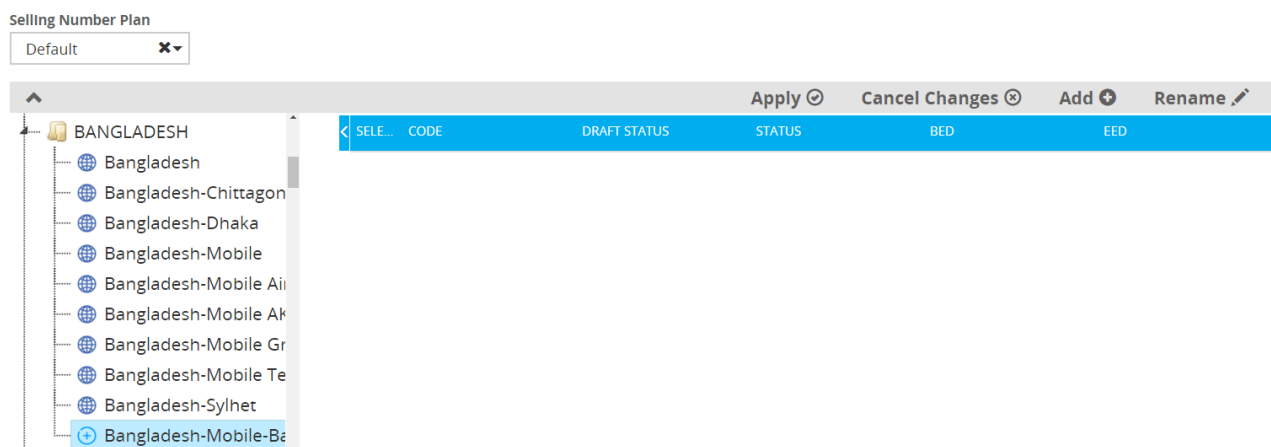 Selling Number Plan
Default
Apply Cancel Changes Add Rename
BANGLADESH
SELE... CODE DRAFT STATUS STATUS BED EED
Bangladesh
Bangladesh-Chittagon
Bangladesh-Dhaka
Bangladesh-Mobile
Bangladesh-Mobile Ai
Bangladesh-Mobile AK
Bangladesh-Mobile Gr
Bangladesh-Mobile Te
Bangladesh-Sylhet
Bangladesh-Mobile-Ba